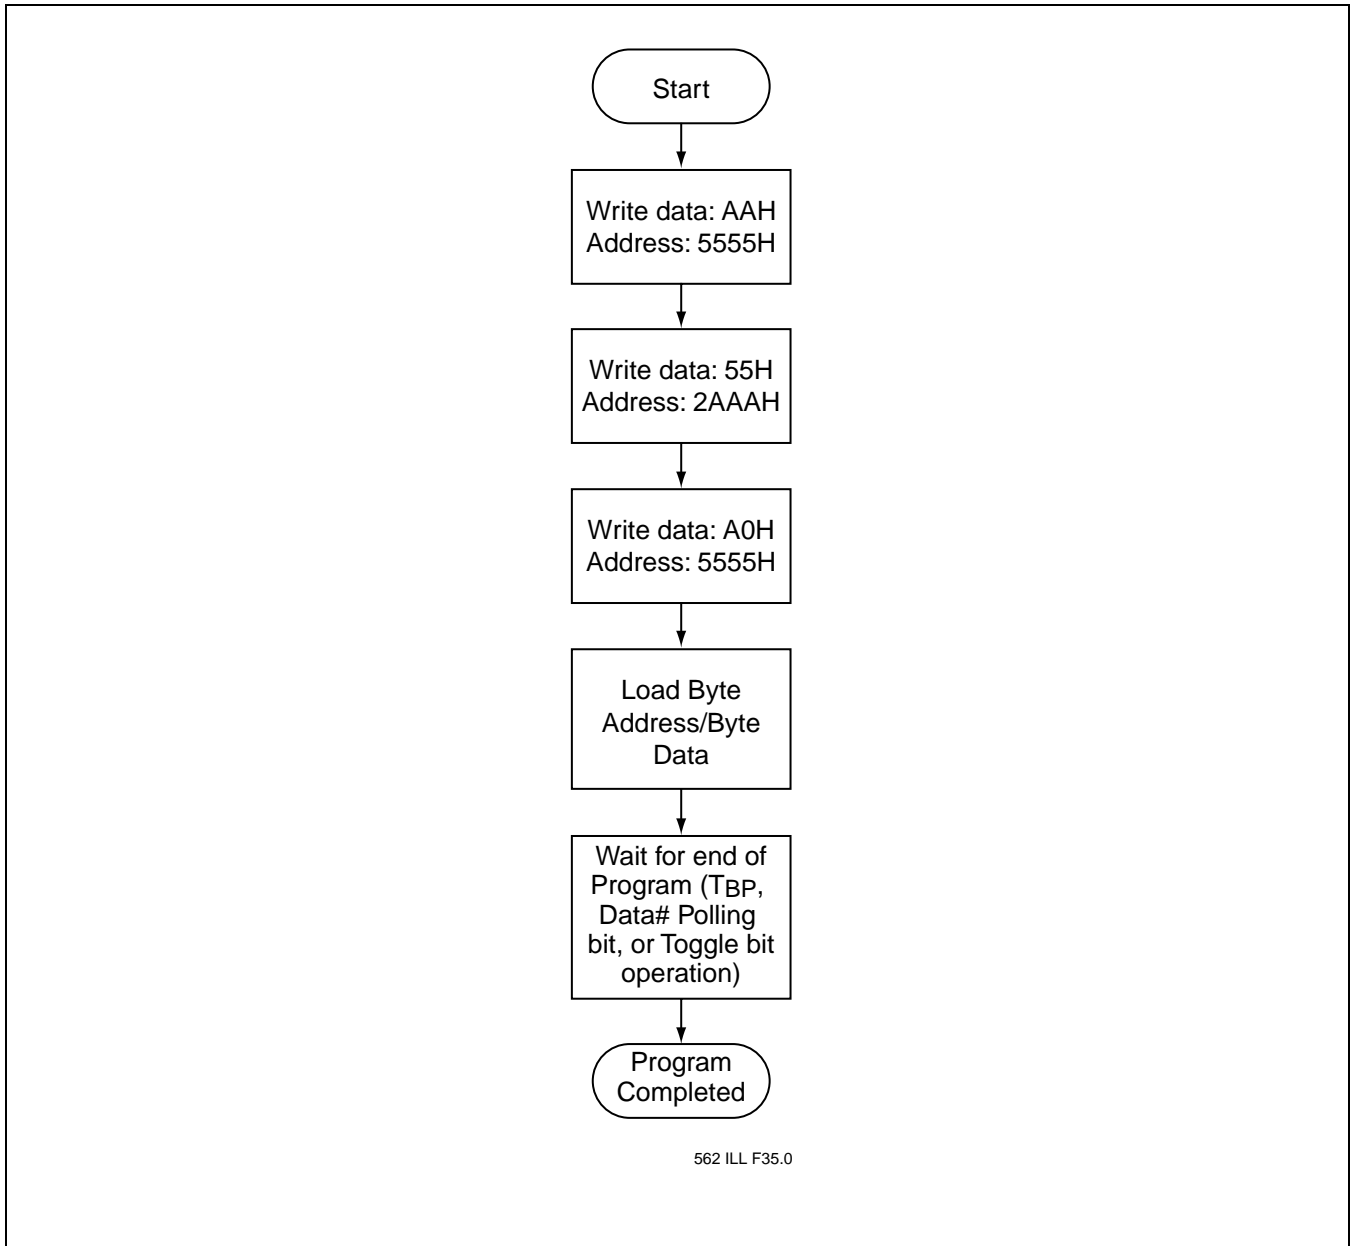 Start
Write data: AAH
Address: 5555H
Write data: 55H
Address: 2AAAH
Write data: A0H
Address: 5555H
Load Byte
Address/Byte
Data
Wait for end of
Program (TBP,
Data# Polling
bit, or Toggle bit
operation)
Program
Completed
562 ILL F35.0